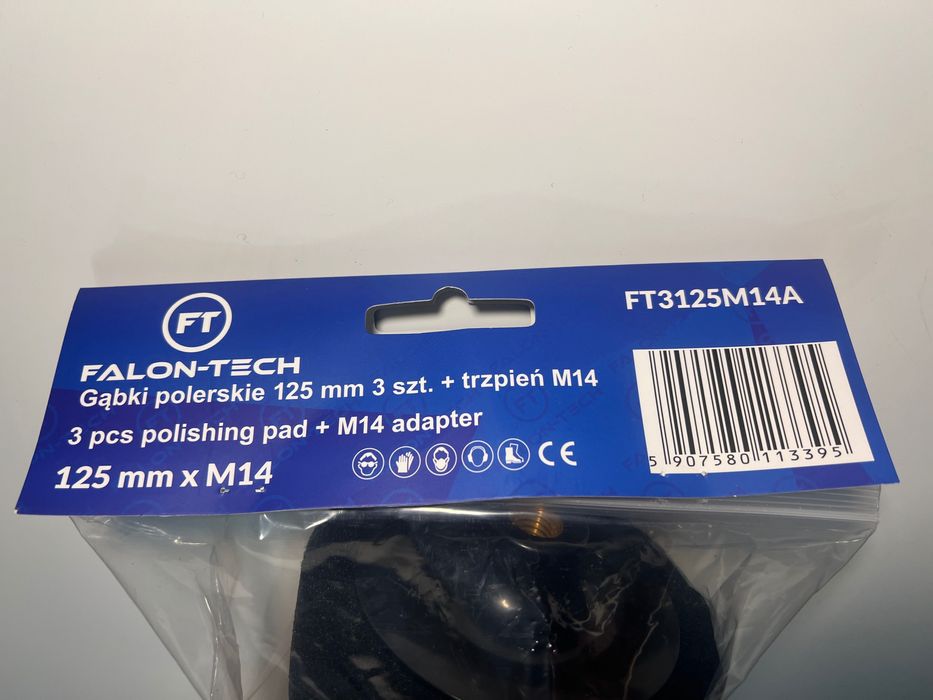 FT
FALON-TECH
Gąbki polerskie 125 mm 3 szt. + trzpień M14
3 pcs polishing pad + M14 adapter
125 mm x M14
CE
FT3125M14A
5 907580 113395